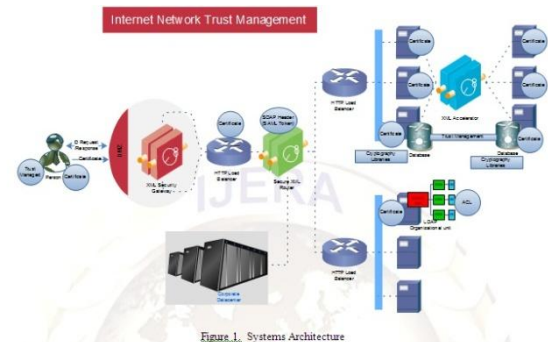 Internet Network Trust Management
ID Request
Response
Certificate
Trust
Managed
Person
Certificate
DMZ
XML Security
Gateway
Certificate
HTTP Load
Balancer
SOAP Header
(SAML Token)
Secure XML
Router
Corporate
Datacenter
HTTP Load
Balancer
HTTP Load
Balancer
Certificate
Certificate
Certificate
XML Accelerator
Certificate
Certificate
Certificate
Trust Management
Database
Database
Cryptography
Libraries
Cryptography
Libraries
Certificate
LDAP
Organizational unit
ACL
IJERA
Figure 1. Systems Architecture